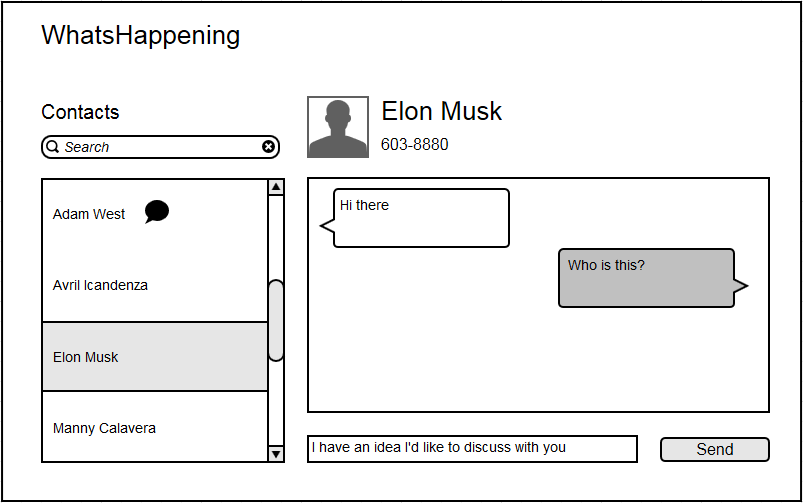 WhatsHappening
Contacts
Search
Adam West
Avril Icandenza
Elon Musk
Manny Calavera
Elon Musk
603-8880
Hi there
Who is this?
I have an idea I'd like to discuss with you
Send